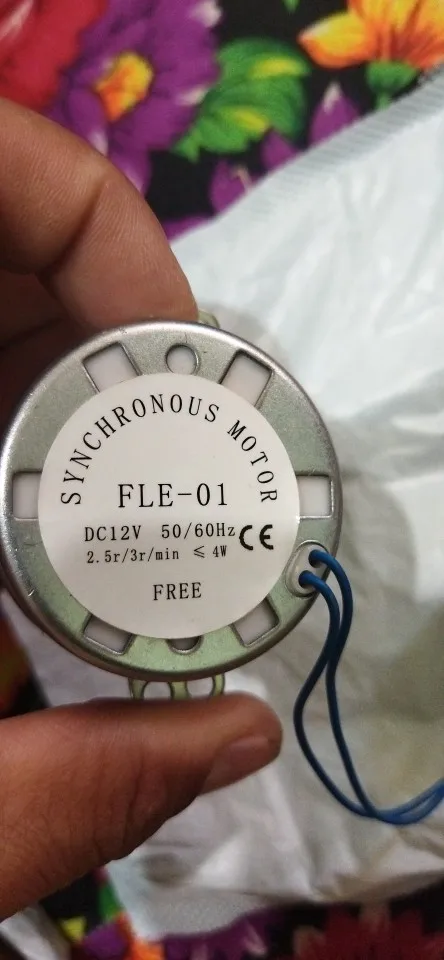 SYNCHRONOUS MOTOR
FLE-01
DC12V 50/60Hz CE
2.5r/3r/min ≤4W
FREE